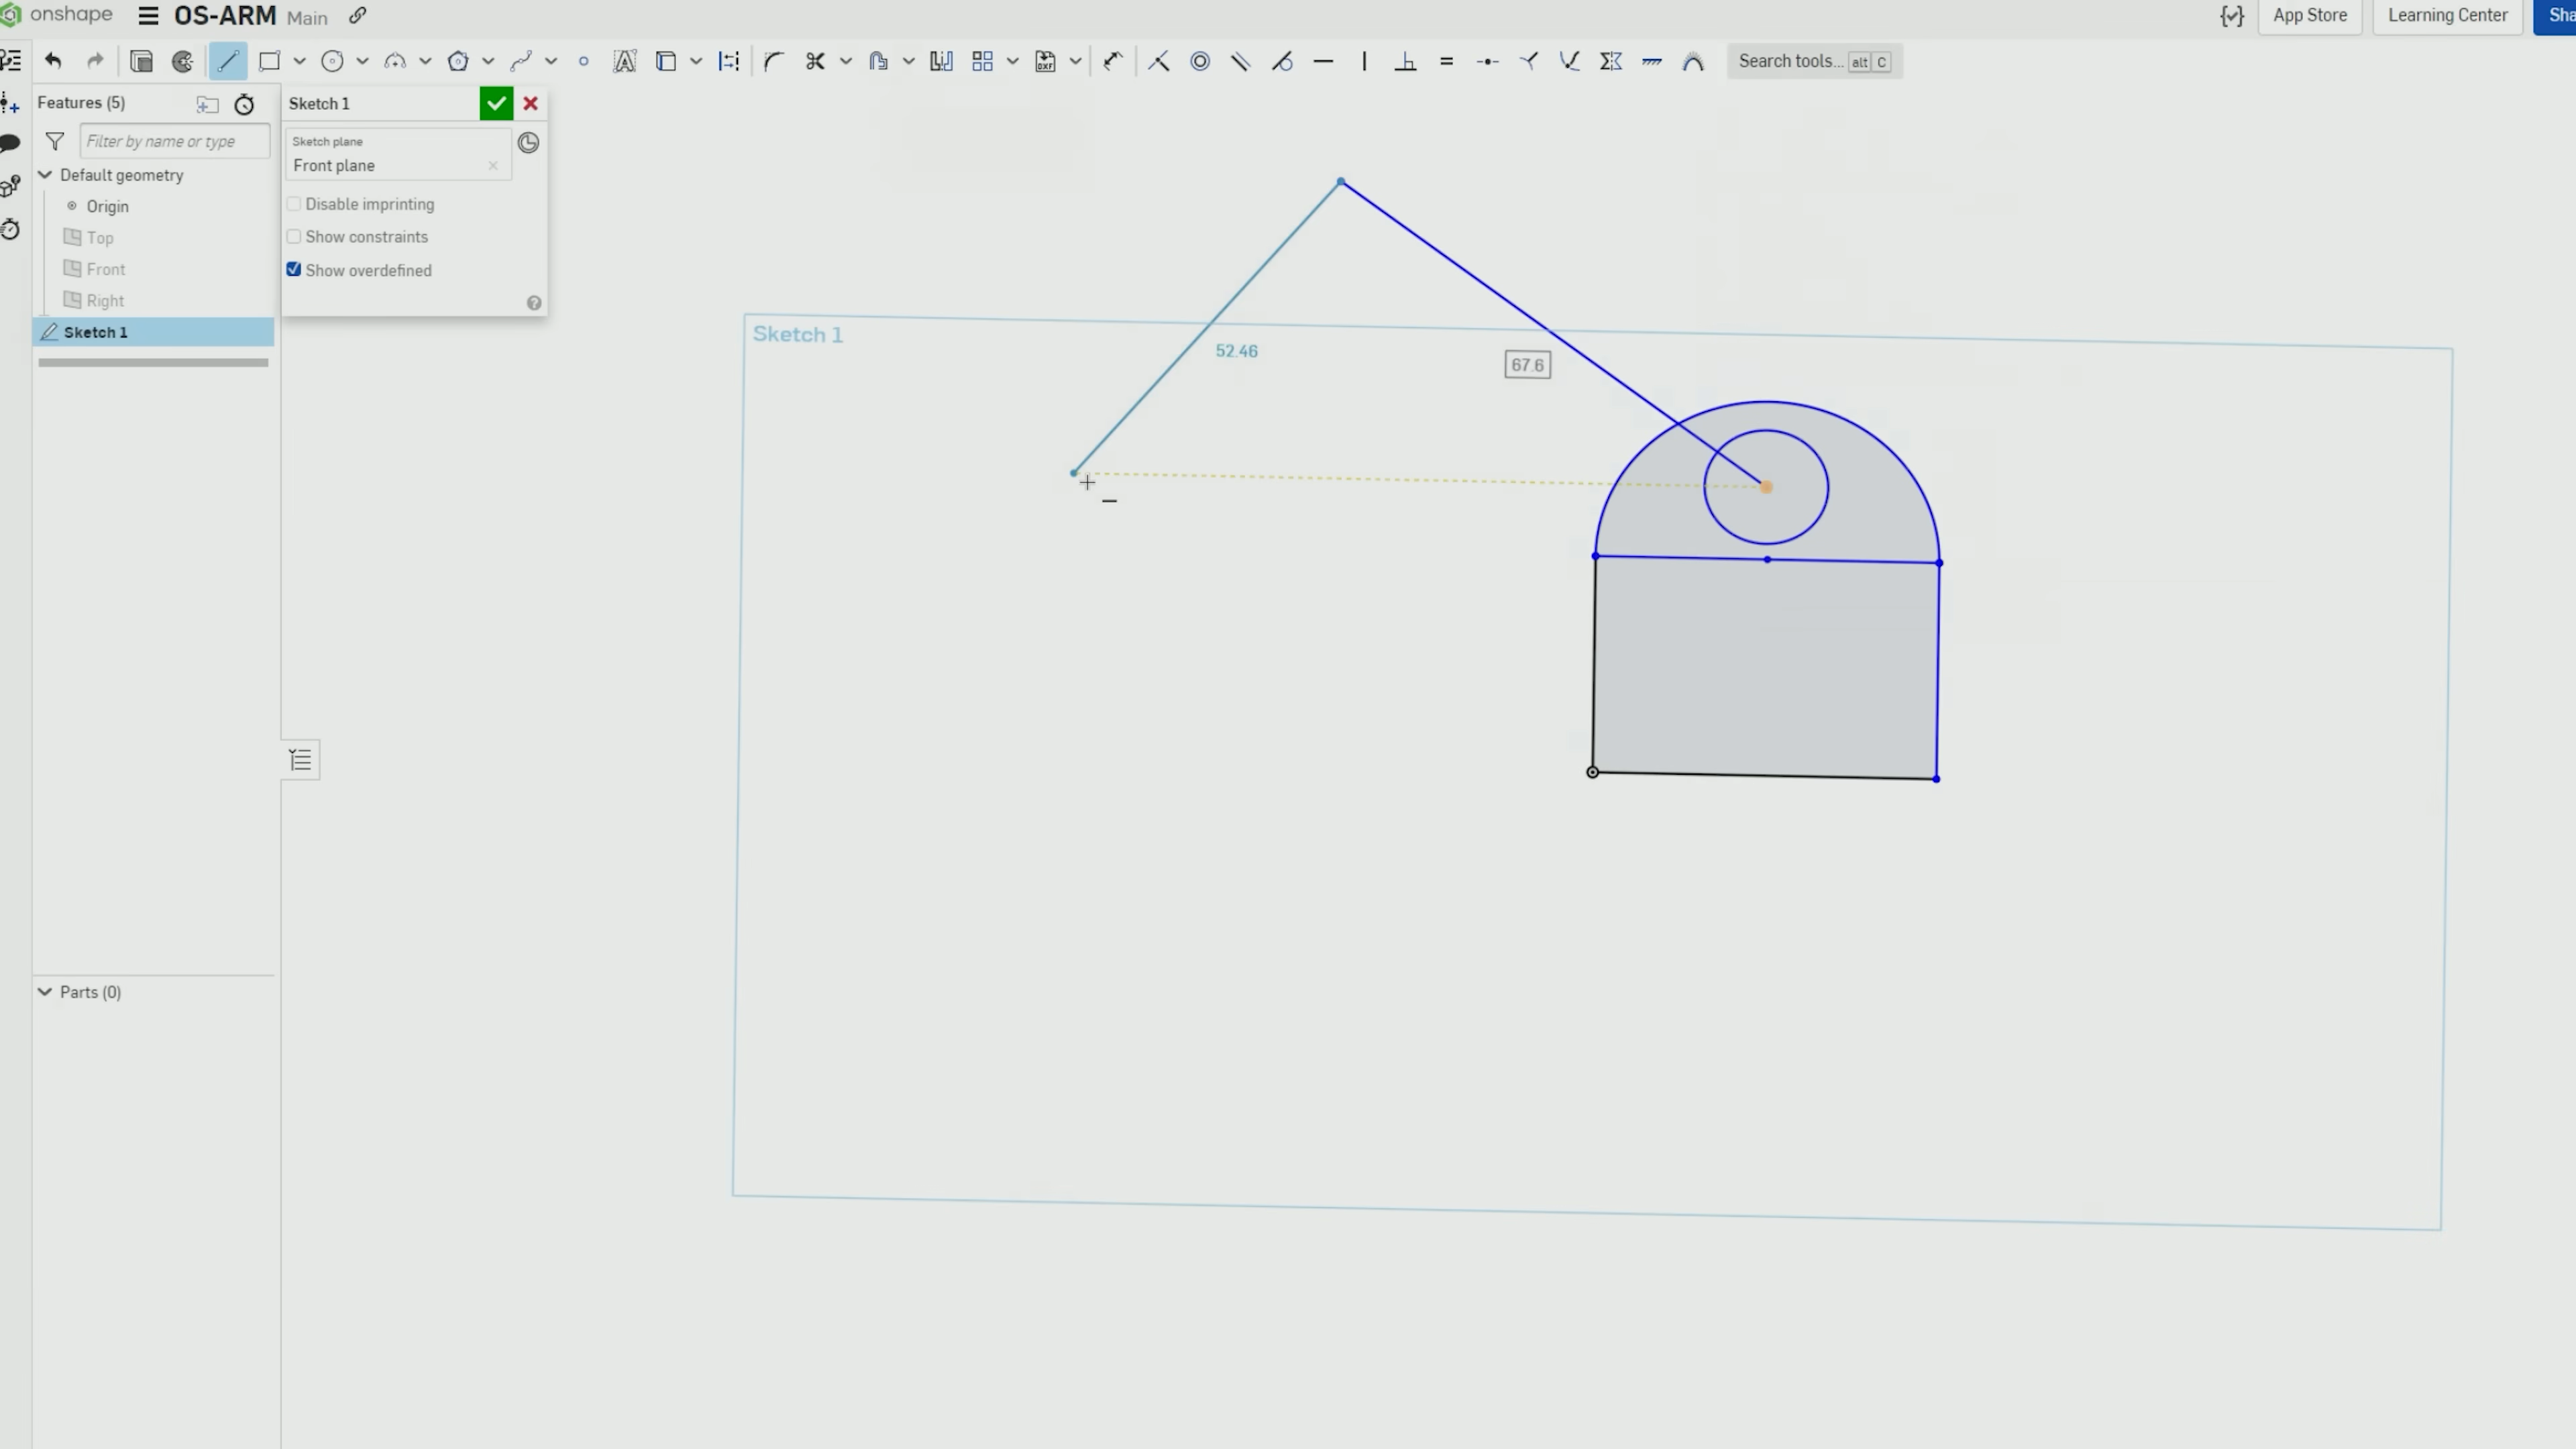 onshape
OS-ARM Main
App Store
Learning Center
Sha
Search tools... alt C
Features (5)
Filter by name or type
Default geometry
Origin
Top
Front
Right
Sketch 1
Parts (0)
Sketch 1
Sketch plane
Front plane
Disable imprinting
Show constraints
Show overdefined
Sketch 1
52.46
67.6